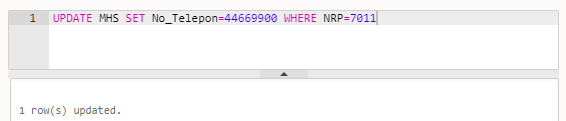 1 UPDATE MHS SET No_Telepon=44669900 WHERE NRP=7011
1 row(s) updated.